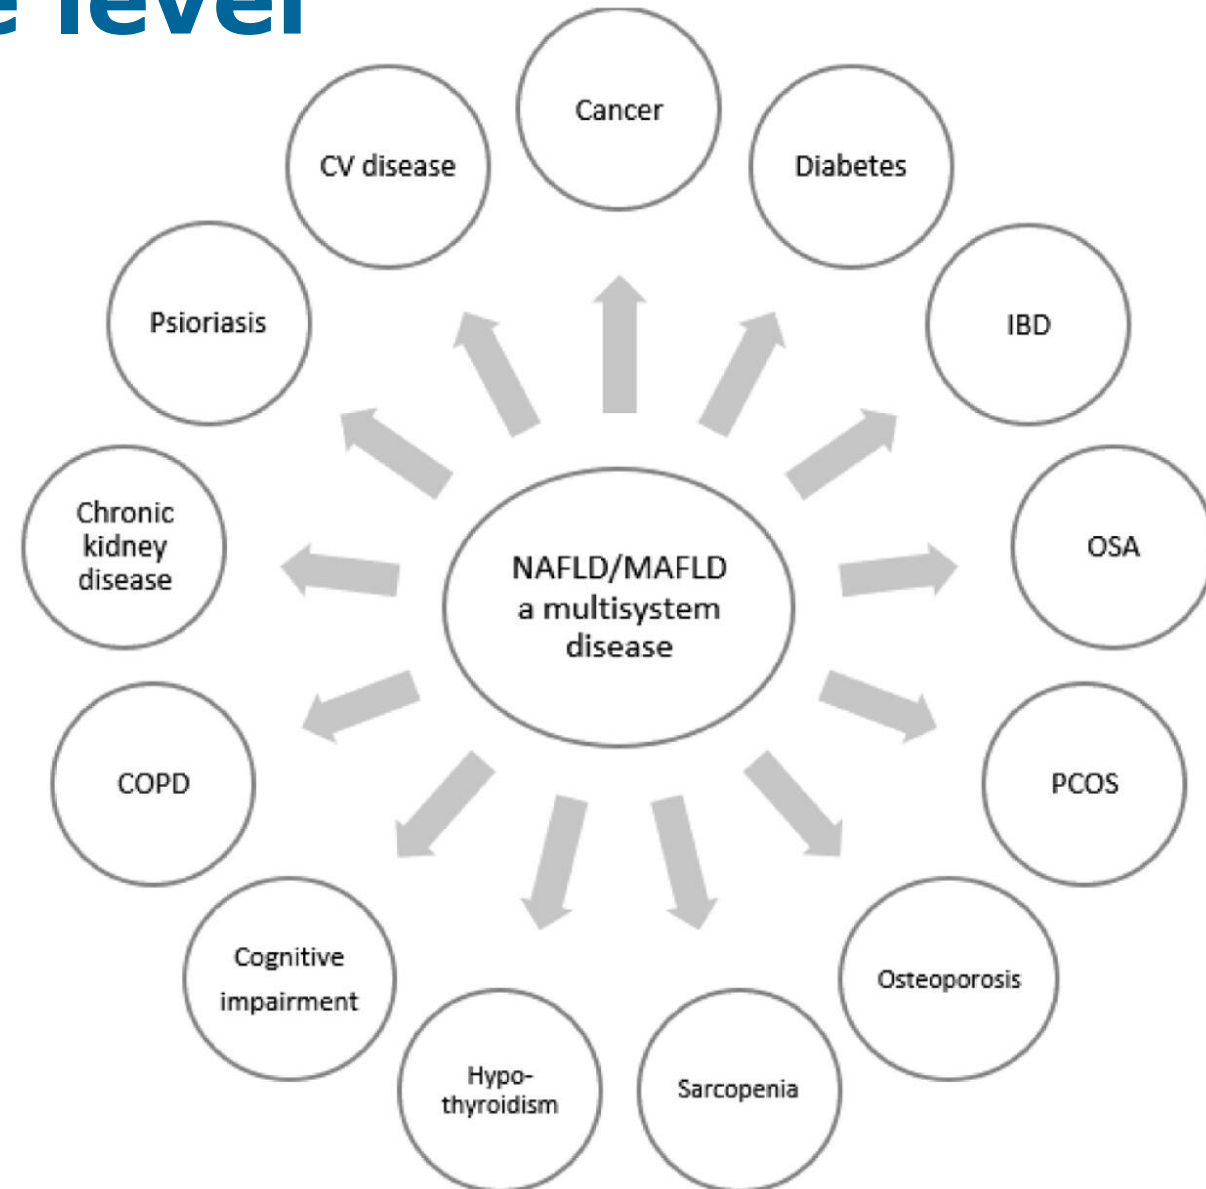 e level
Cancer
CV disease
Diabetes
Psioriasis
IBD
Chronic
kidney
disease
OSA
NAFLD/MAFLD
a multisystem
disease
COPD
PCOS
Cognitive
impairment
Osteoporosis
Hypo-
thyroidism
Sarcopenia